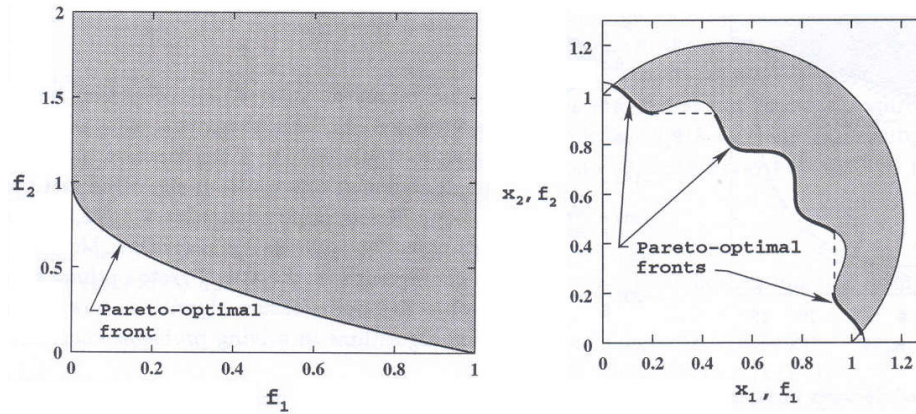 2
1.5
f2
1
0.5
Pareto-optimal
front
0
0 0.2 0.4 0.6 0.8 1
f1
1.2
1
0.8
x2, f2
0.6
0.4
Pareto-optimal
fronts
0.2
0
0 0.2 0.4 0.6 0.8 1 1.2
x1, f1